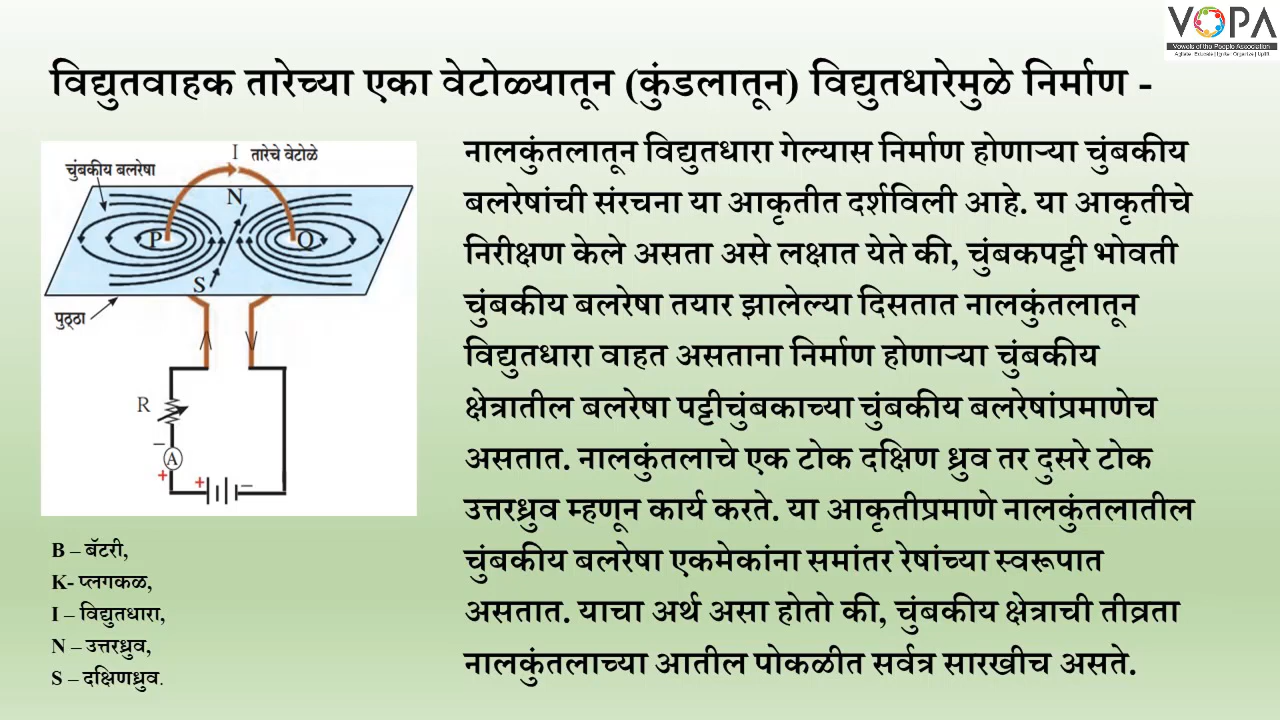 VOPA
Vowels of the People Association
विद्युतवाहक तारेच्या एका वेटोळ्यातून (कुंडलातून) विद्युतधारेमुळे निर्माण -
I तारेचे वेटोळे
चुंबकीय बलरेषा
N
P Q
S
पुठ्ठा
R
–
A
+
+ –
B – बॅटरी,
K- प्लगकळ,
I – विद्युतधारा,
N – उत्तरध्रुव,
S – दक्षिणध्रुव.
नालकुंतलातून विद्युतधारा गेल्यास निर्माण होणाऱ्या चुंबकीय
बलरेषांची संरचना या आकृतीत दर्शविली आहे. या आकृतीचे
निरीक्षण केले असता असे लक्षात येते की, चुंबकपट्टी भोवती
चुंबकीय बलरेषा तयार झालेल्या दिसतात नालकुंतलातून
विद्युतधारा वाहत असताना निर्माण होणाऱ्या चुंबकीय
क्षेत्रातील बलरेषा पट्टीचुंबकाच्या चुंबकीय बलरेषांप्रमाणेच
असतात. नालकुंतलाचे एक टोक दक्षिण ध्रुव तर दुसरे टोक
उत्तरध्रुव म्हणून कार्य करते. या आकृतीप्रमाणे नालकुंतलातील
चुंबकीय बलरेषा एकमेकांना समांतर रेषांच्या स्वरूपात
असतात. याचा अर्थ असा होतो की, चुंबकीय क्षेत्राची तीव्रता
नालकुंतलाच्या आतील पोकळीत सर्वत्र सारखीच असते.